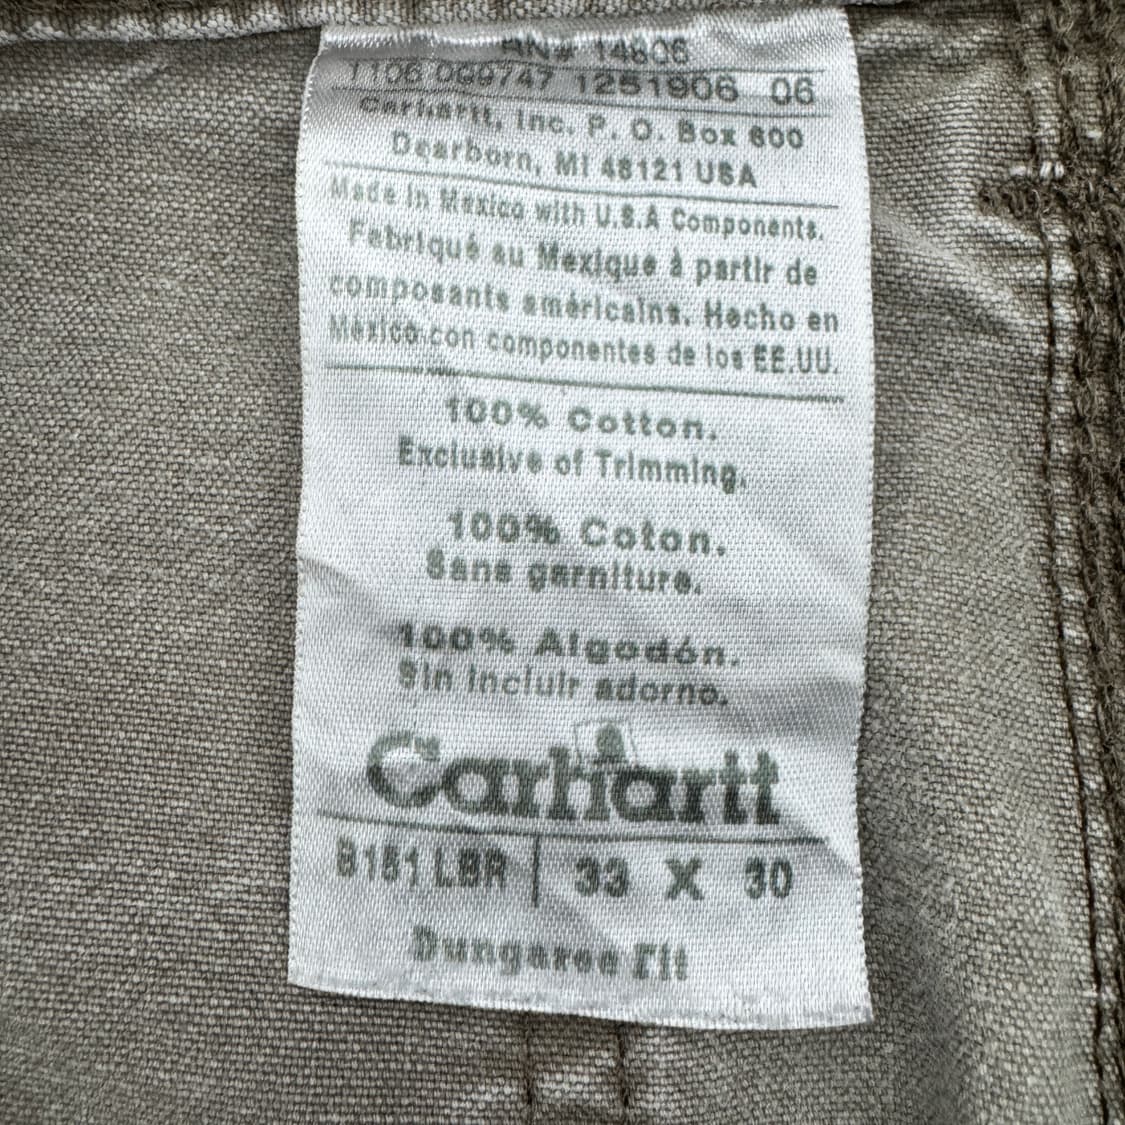 RN# 14806
1106 099747 1251906 06
Carhartt, Inc. P. O. Box 600
Dearborn, MI 48121 USA
Made in Mexico with U.S.A Components.
Fabriqué au Mexique à partir de
composants américains. Hecho en
México con componentes de los EE.UU.
100% Cotton.
Exclusive of Trimming.
100% Coton.
Sans garniture.
100% Algodón.
Sin incluir adorno.
Carhartt
B151 LBR 33 X 30
Dungaree Fit